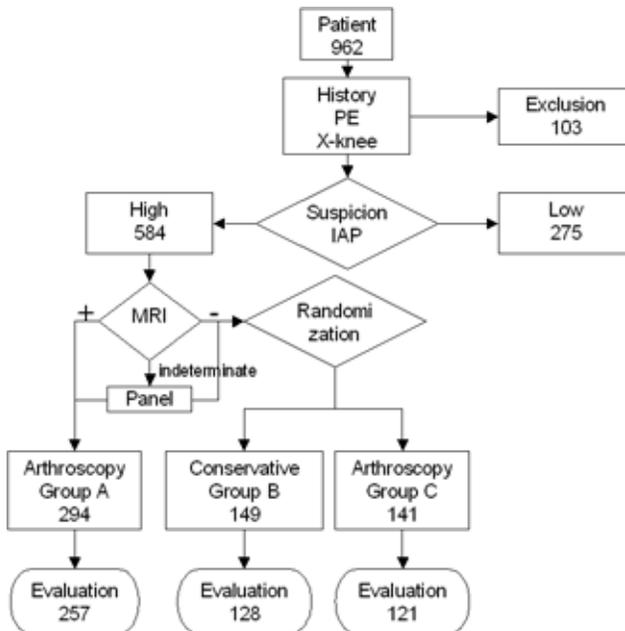 Patient
962
History
PE
X-knee
Exclusion
103
High
584
Suspicion
IAP
Low
275
+
MRI
-
Randomi
zation
indeterminate
Panel
Arthroscopy
Group A
294
Conservative
Group B
149
Arthroscopy
Group C
141
Evaluation
257
Evaluation
128
Evaluation
121